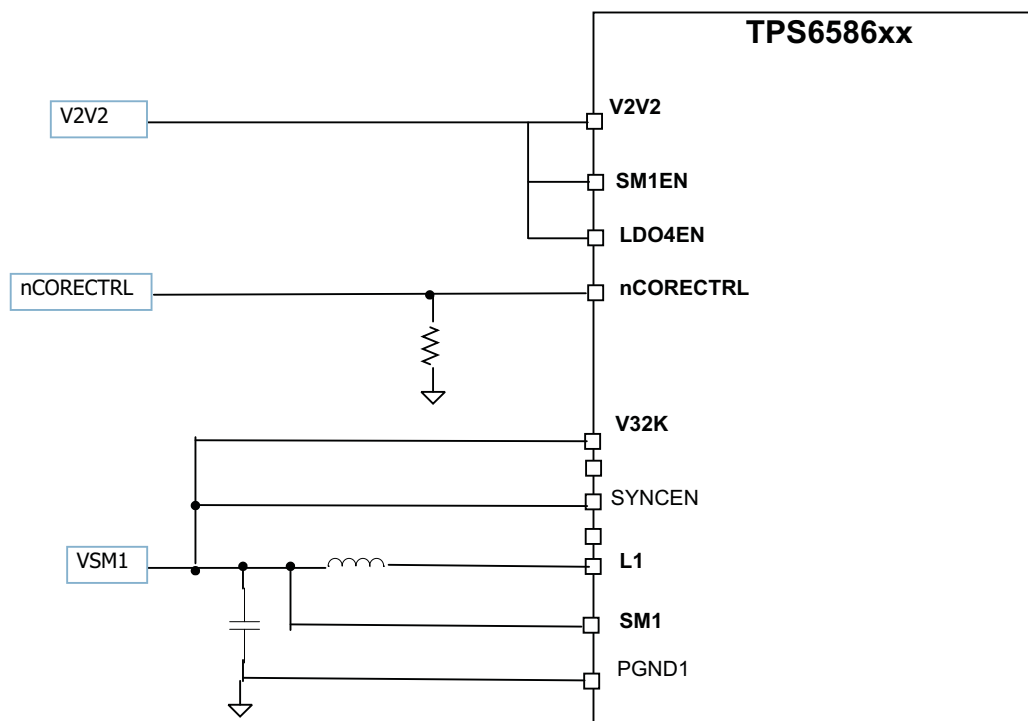 TPS6586xx
V2V2
V2V2
SM1EN
LDO4EN
nCORECTRL
nCORECTRL
V32K
SYNCEN
VSM1
L1
SM1
PGND1